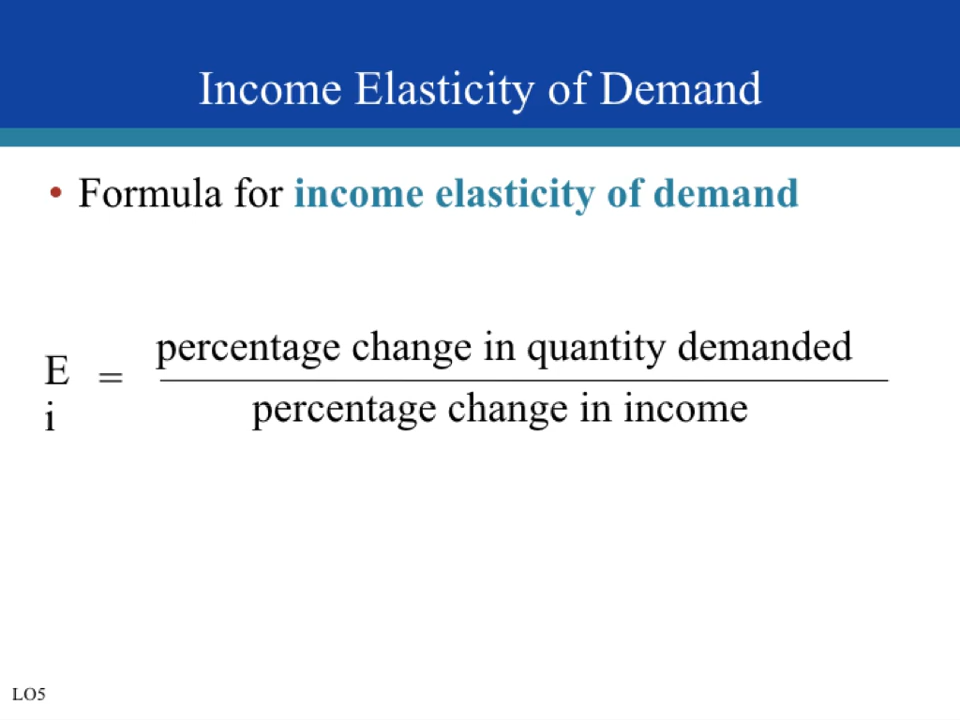 Income Elasticity of Demand
• Formula for income elasticity of demand
percentage change in quantity demanded
E
i =
percentage change in income
LO5